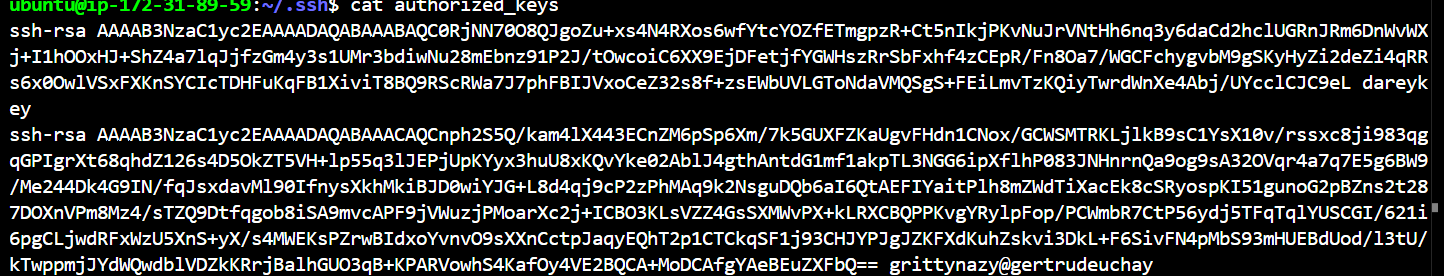 ubuntu@ip-172-31-89-59:~/.ssh$ cat authorized_keys
ssh-rsa AAAAB3NzaC1yc2EAAAADAQABAAABAQC0RjNN70O8QJgoZu+xs4N4RXos6wfYtcYOZfETmgpzR+Ct5nIkjPKvNuJrVNtHh6nq3y6daCd2hclUGRnJRm6DnWvWX
j+I1hOOxHJ+ShZ4a7lqJjfzGm4y3s1UMr3bdiwNu28mEbnz91P2J/tOwcoiC6XX9EjDFetjfYGWHszRrSbFxhf4zCEpR/Fn8Oa7/WGCFchygvbM9gSKyHyZi2deZi4qRR
s6x0OwlVSxFXKnSYCIcTDHFuKqFB1XiviT8BQ9RScRWa7J7phFBIJVxoCeZ32s8f+zsEWbUVLGToNdaVMQSgS+FEiLmvTzKQiyTwrdWnXe4Abj/UYcclCJC9eL dareyk
ey
ssh-rsa AAAAB3NzaC1yc2EAAAADAQABAAACAQCnph2S5Q/kam4lX443ECnZM6pSp6Xm/7k5GUXFZKaUgvFHdn1CNox/GCWSMTRKLjlkB9sC1YsX10v/rssxc8ji983qg
qGPIgrXt68qhdZ126s4D5OkZT5VH+lp55q3lJEPjUpKYyx3huU8xKQvYke02AblJ4gthAntdG1mf1akpTL3NGG6ipXflhP083JNHnrnQa9og9sA32OVqr4a7q7E5g6BW9
/Me244Dk4G9IN/fqJsxdavMl90IfnysXkhMkiBJD0wiYJG+L8d4qj9cP2zPhMAq9k2NsguDQb6aI6QtAEFIYaitPlh8mZWdTiXacEk8cSRyospKI51gunoG2pBZns2t28
7DOXnVPm8Mz4/sTZQ9Dtfqgob8iSA9mvcAPF9jVWuzjPMoarXc2j+ICBO3KLsVZZ4GsSXMWvPX+kLRXCBQPPKvgYRylpFop/PCWmbR7CtP56ydj5TFqTqlYUSCGI/621i
6pgCLjwdRFxWzU5XnS+yX/s4MWEKsPZrwBIdxoYvnvO9sXXnCctpJaqyEQhT2p1CTCkqSF1j93CHJYPJgJZKFXdKuhZskvi3DkL+F6SivFN4pMbS93mHUEBdUod/l3tU/
kTwppmjJYdWQwdblVDZkKRrjBalhGUO3qB+KPARVowhS4KafOy4VE2BQCA+MoDCAfgYAeBEuZXFbQ== grittynazy@gertrudeuchay